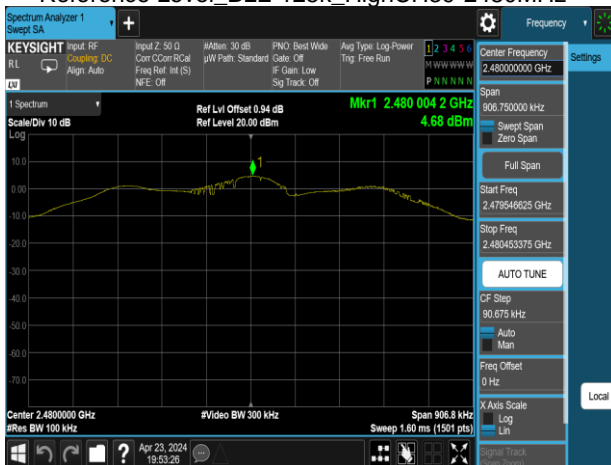 Reference Level_BLE 125k_HighCH39-2480MHz
Spectrum Analyzer 1
Swept SA
+
Frequency
KEYSIGHT
RL
LXI
Input: RF
Coupling: DC
Align: Auto
Input Z: 50 Ω
Corr CCorr RCal
Freq Ref: Int (S)
NFE: Off
#Atten: 30 dB
µW Path: Standard
PNO: Best Wide
Gate: Off
IF Gain: Low
Sig Track: Off
Avg Type: Log-Power
Trig: Free Run
1 2 3 4 5 6
M W W W W W
P N N N N N
Center Frequency
2.480000000 GHz
Settings
1 Spectrum
Scale/Div 10 dB
Log
Ref Lvl Offset 0.94 dB
Ref Level 20.00 dBm
Mkr1 2.480 004 2 GHz
4.68 dBm
Span
906.750000 kHz
Swept Span
Zero Span
Full Span
Start Freq
2.479546625 GHz
Stop Freq
2.480453375 GHz
AUTO TUNE
CF Step
90.675 kHz
Auto
Man
Freq Offset
0 Hz
X Axis Scale
Log
Lin
Signal Track
(Span Zoom)
Local
1
10.0
0.00
-10.0
-20.0
-30.0
-40.0
-50.0
-60.0
-70.0
Center 2.4800000 GHz
#Res BW 100 kHz
#Video BW 300 kHz
Span 906.8 kHz
Sweep 1.60 ms (1501 pts)
?
Apr 23, 2024
19:53:26